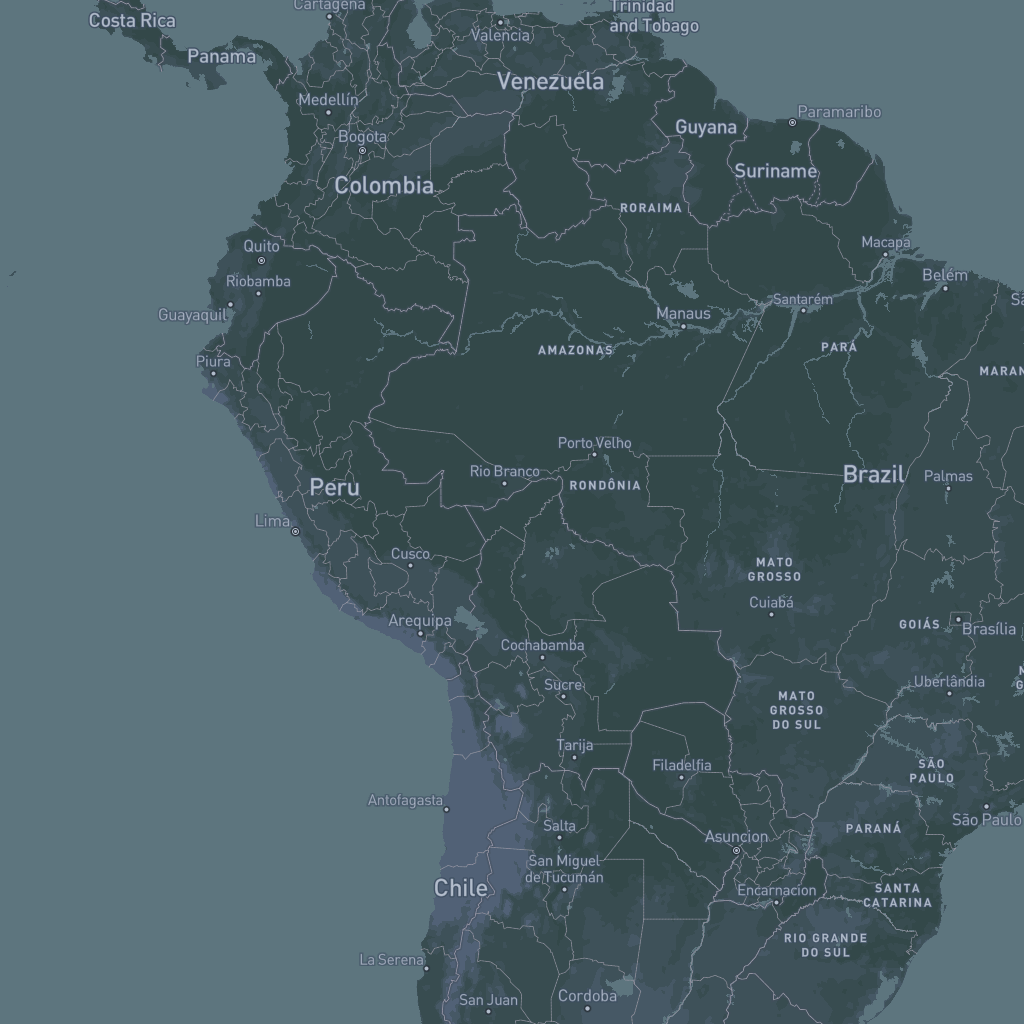 Cartagena
Trinidad
and Tobago
Costa Rica
Valencia
Panama
Venezuela
Medellín
Paramaribo
Guyana
Bogota
Suriname
Colombia
RORAIMA
Macapá
Quito
Belém
Riobamba
Santarém
Guayaquil
Manaus
AMAZONAS
PARÁ
Piura
MARAN
Porto Velho
Rio Branco
Brazil
Palmas
Peru
RONDÔNIA
Lima
Cusco
MATO
GROSSO
Cuiabá
Arequipa
GOIÁS
Brasília
Cochabamba
Sucre
Uberlândia
MATO
GROSSO
DO SUL
Tarija
Filadelfia
SÃO
PAULO
Antofagasta
São Paulo
Salta
PARANÁ
Asuncion
San Miguel
de Tucumán
Chile
Encarnacion
SANTA
CATARINA
RIO GRANDE
DO SUL
La Serena
San Juan
Cordoba